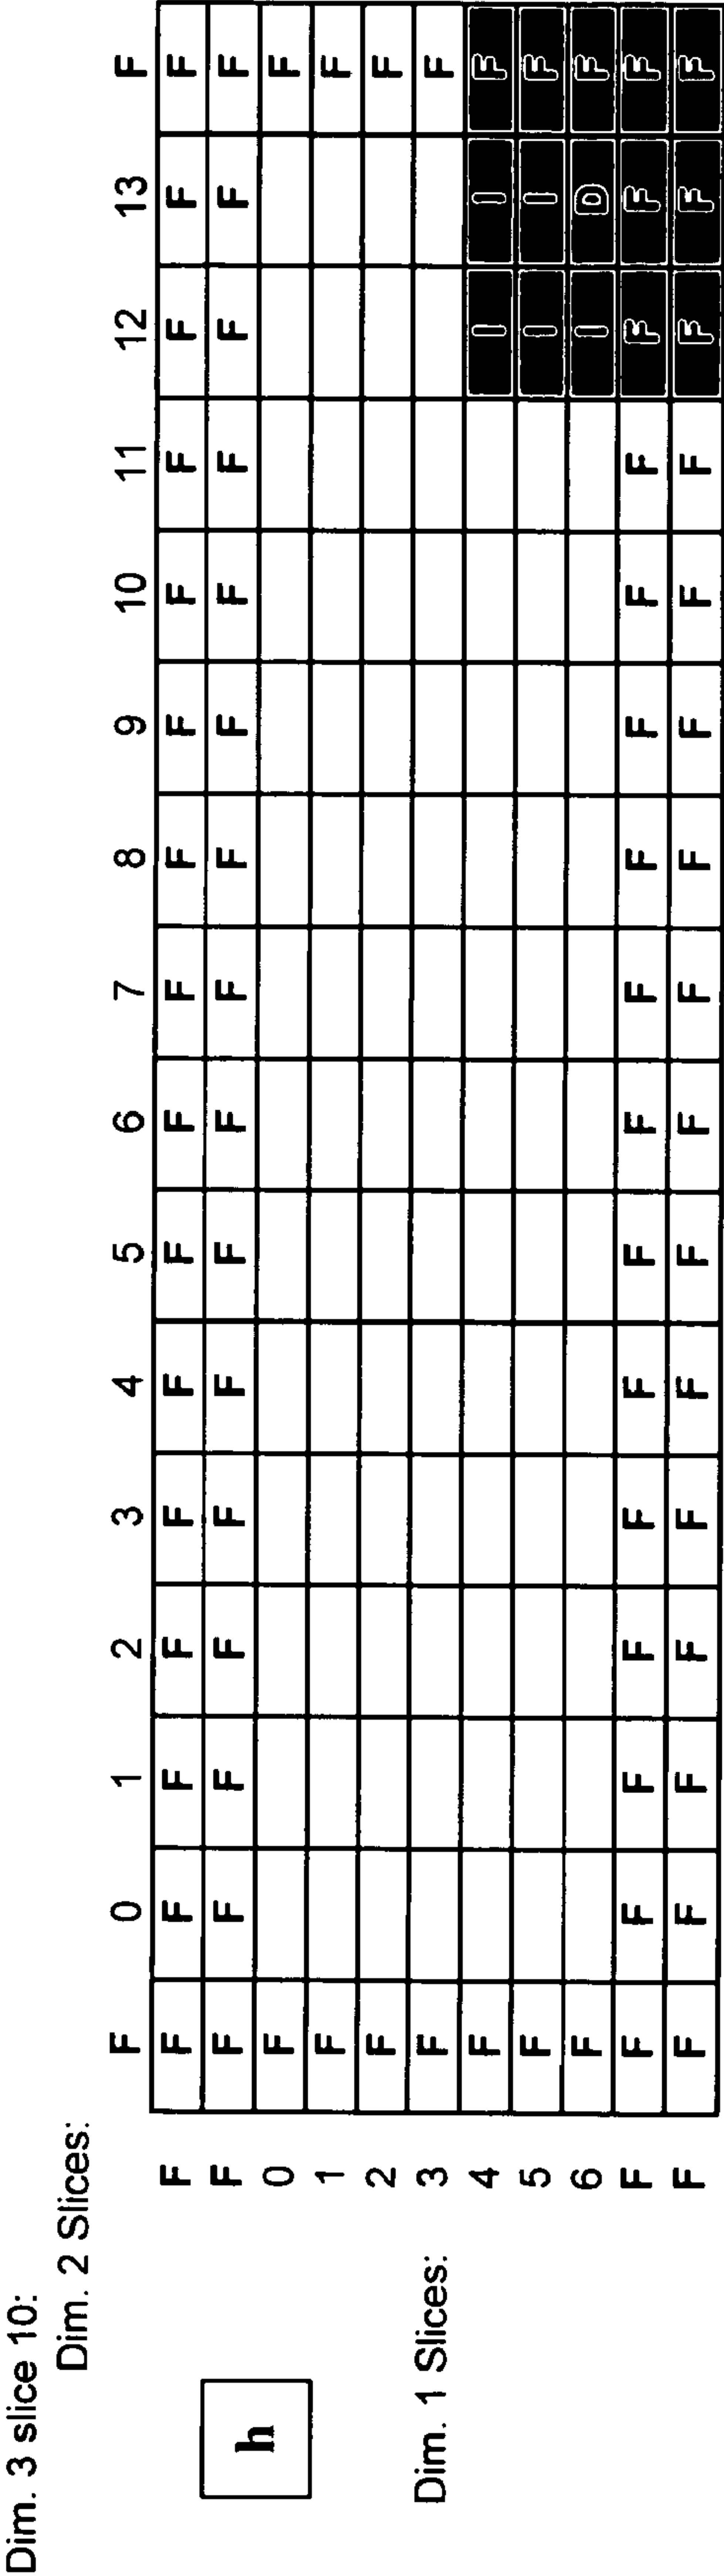 Dim. 3 slice 10:
Dim. 2 Slices:
F 0 1 2 3 4 5 6 7 8 9 10 11 12 13 F
F F F F F F F F F F F F F F F F F
F F F F F F F F F F F F F F F F F
h
0 F F
1 F F
2 F F
Dim. 1 Slices: 3 F F
4 F I I F
5 F I I F
6 F I D F
F F F F F F F F F F F F F F F F F
F F F F F F F F F F F F F F F F F